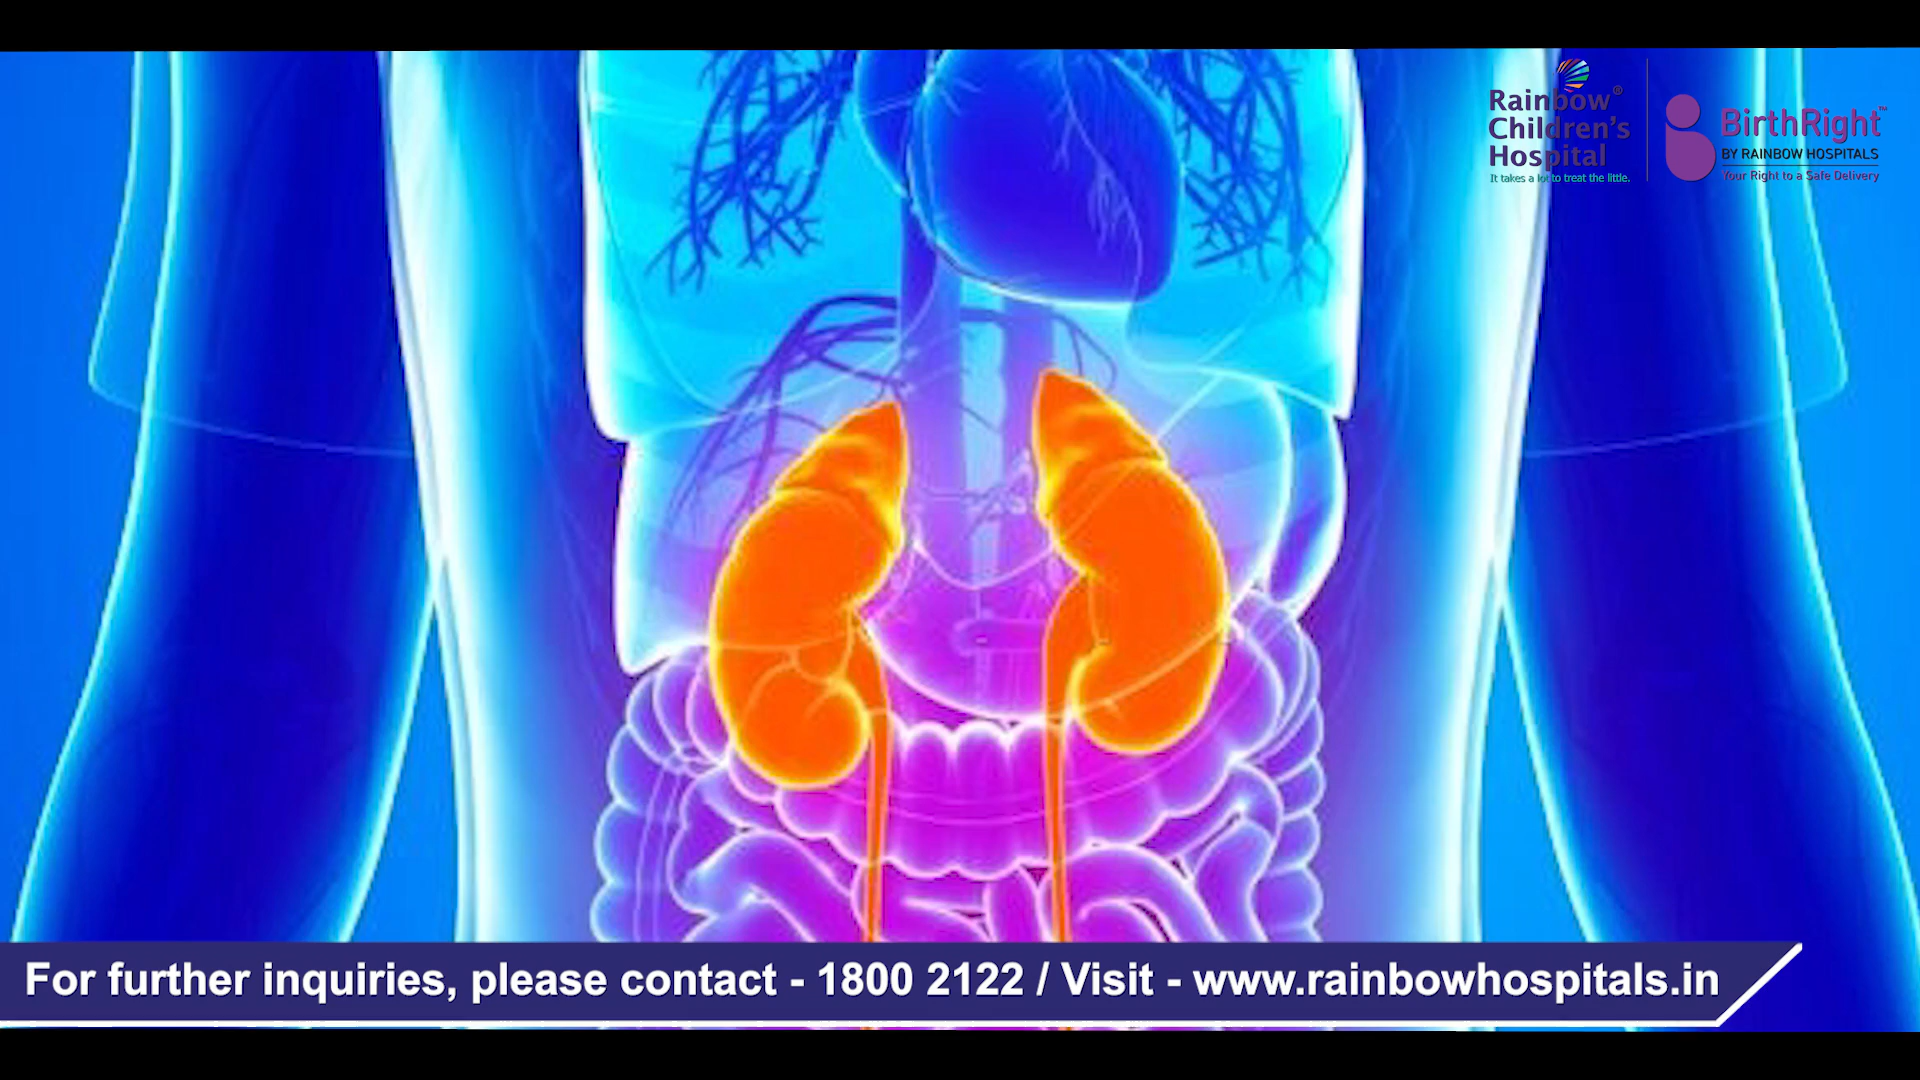 Rainbow®
Children's
Hospital
It takes a lot to treat the little.
BirthRight™
BY RAINBOW HOSPITALS
Your Right to a Safe Delivery
For further inquiries, please contact - 1800 2122 / Visit - www.rainbowhospitals.in